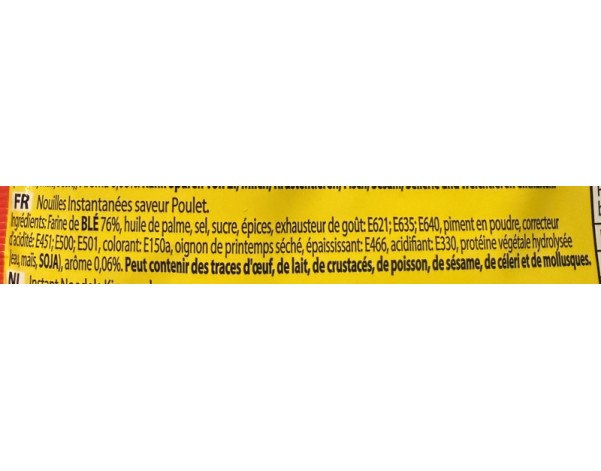 FR Nouilles Instantanées saveur Poulet.
Ingrédients: Farine de BLÉ 76%, huile de palme, sel, sucre, épices, exhausteur de goût: E621; E635; E640, piment en poudre, correcteur
d'acidité: E451; E500; E501, colorant: E150a, oignon de printemps séché, épaississant: E466, acidifiant: E330, protéine végétale hydrolysée
(eau, maïs, SOJA), arôme 0,06%. Peut contenir des traces d'œuf, de lait, de crustacés, de poisson, de sésame, de céleri et de mollusques.
NL Instant